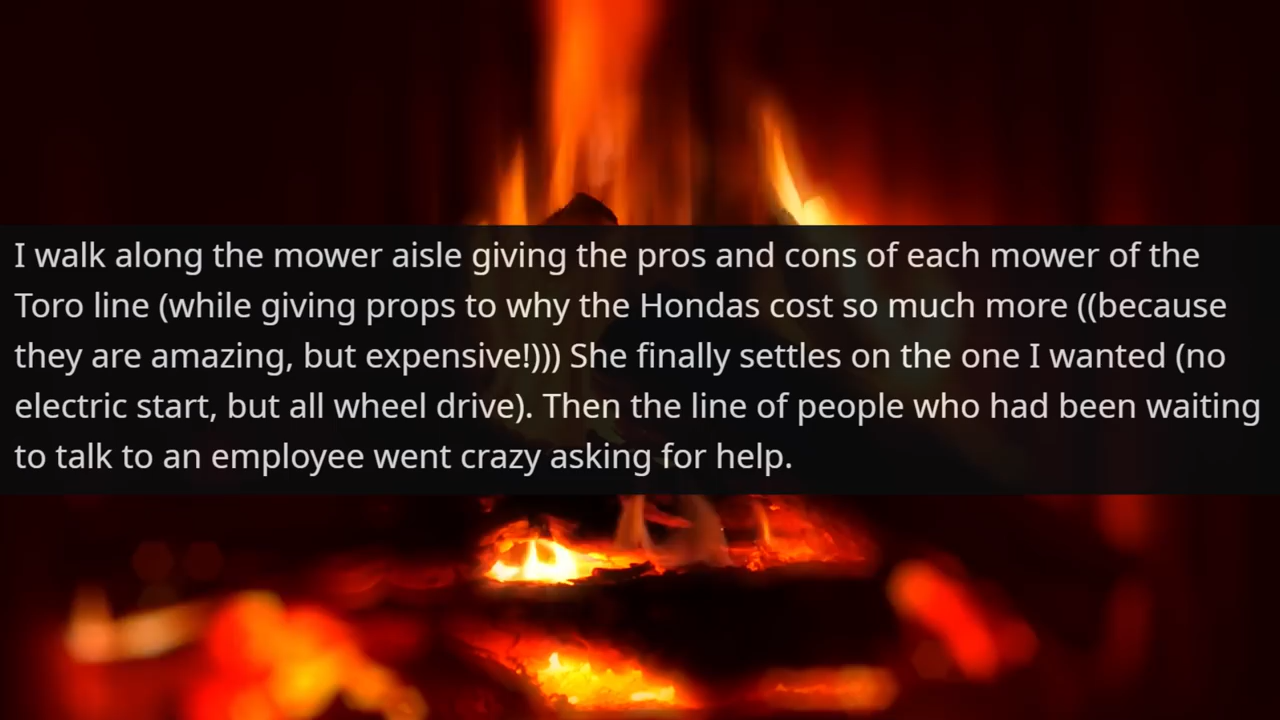 I walk along the mower aisle giving the pros and cons of each mower of the
Toro line (while giving props to why the Hondas cost so much more ((because
they are amazing, but expensive!))) She finally settles on the one I wanted (no
electric start, but all wheel drive). Then the line of people who had been waiting
to talk to an employee went crazy asking for help.